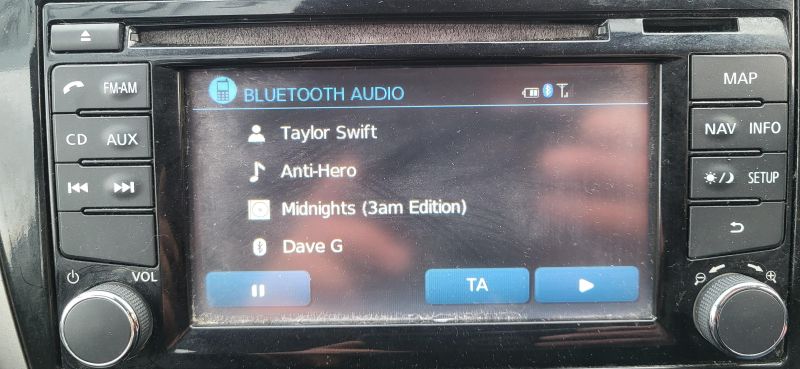 FM-AM
CD AUX
VOL
BLUETOOTH AUDIO
Taylor Swift
Anti-Hero
Midnights (3am Edition)
Dave G
TA
MAP
NAV INFO
SETUP